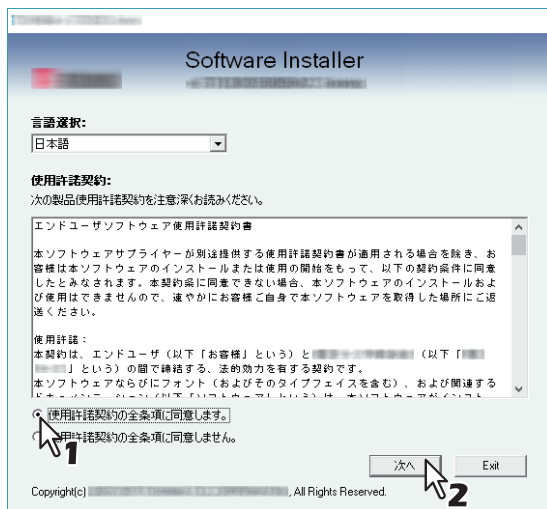 Software Installer
言語選択:
日本語
使用許諾契約:
次の製品使用許諾契約を注意深くお読みください。
エンドユーザソフトウェア使用許諾契約書
本ソフトウェアサプライヤーが別途提供する使用許諾契約書が適用される場合を除き、お
客様は本ソフトウェアのインストールまたは使用の開始をもって、以下の契約条件に同意
したとみなされます。本契約条に同意できない場合、本ソフトウェアのインストールおよ
び使用はできませんので、速やかにお客様ご自身で本ソフトウェアを取得した場所にご返
送ください。
使用許諾：
本契約は、エンドユーザ（以下「お客様」という）と （以下「
」という）の間で締結する、法的効力を有する契約です。
本ソフトウェアならびにフォント（およびそのタイプフェイスを含む）、および関連する
使用許諾契約の全条項に同意します。
使用許諾契約の全条項に同意しません。
1
次へ
Exit
2
Copyright(c) , All Rights Reserved.